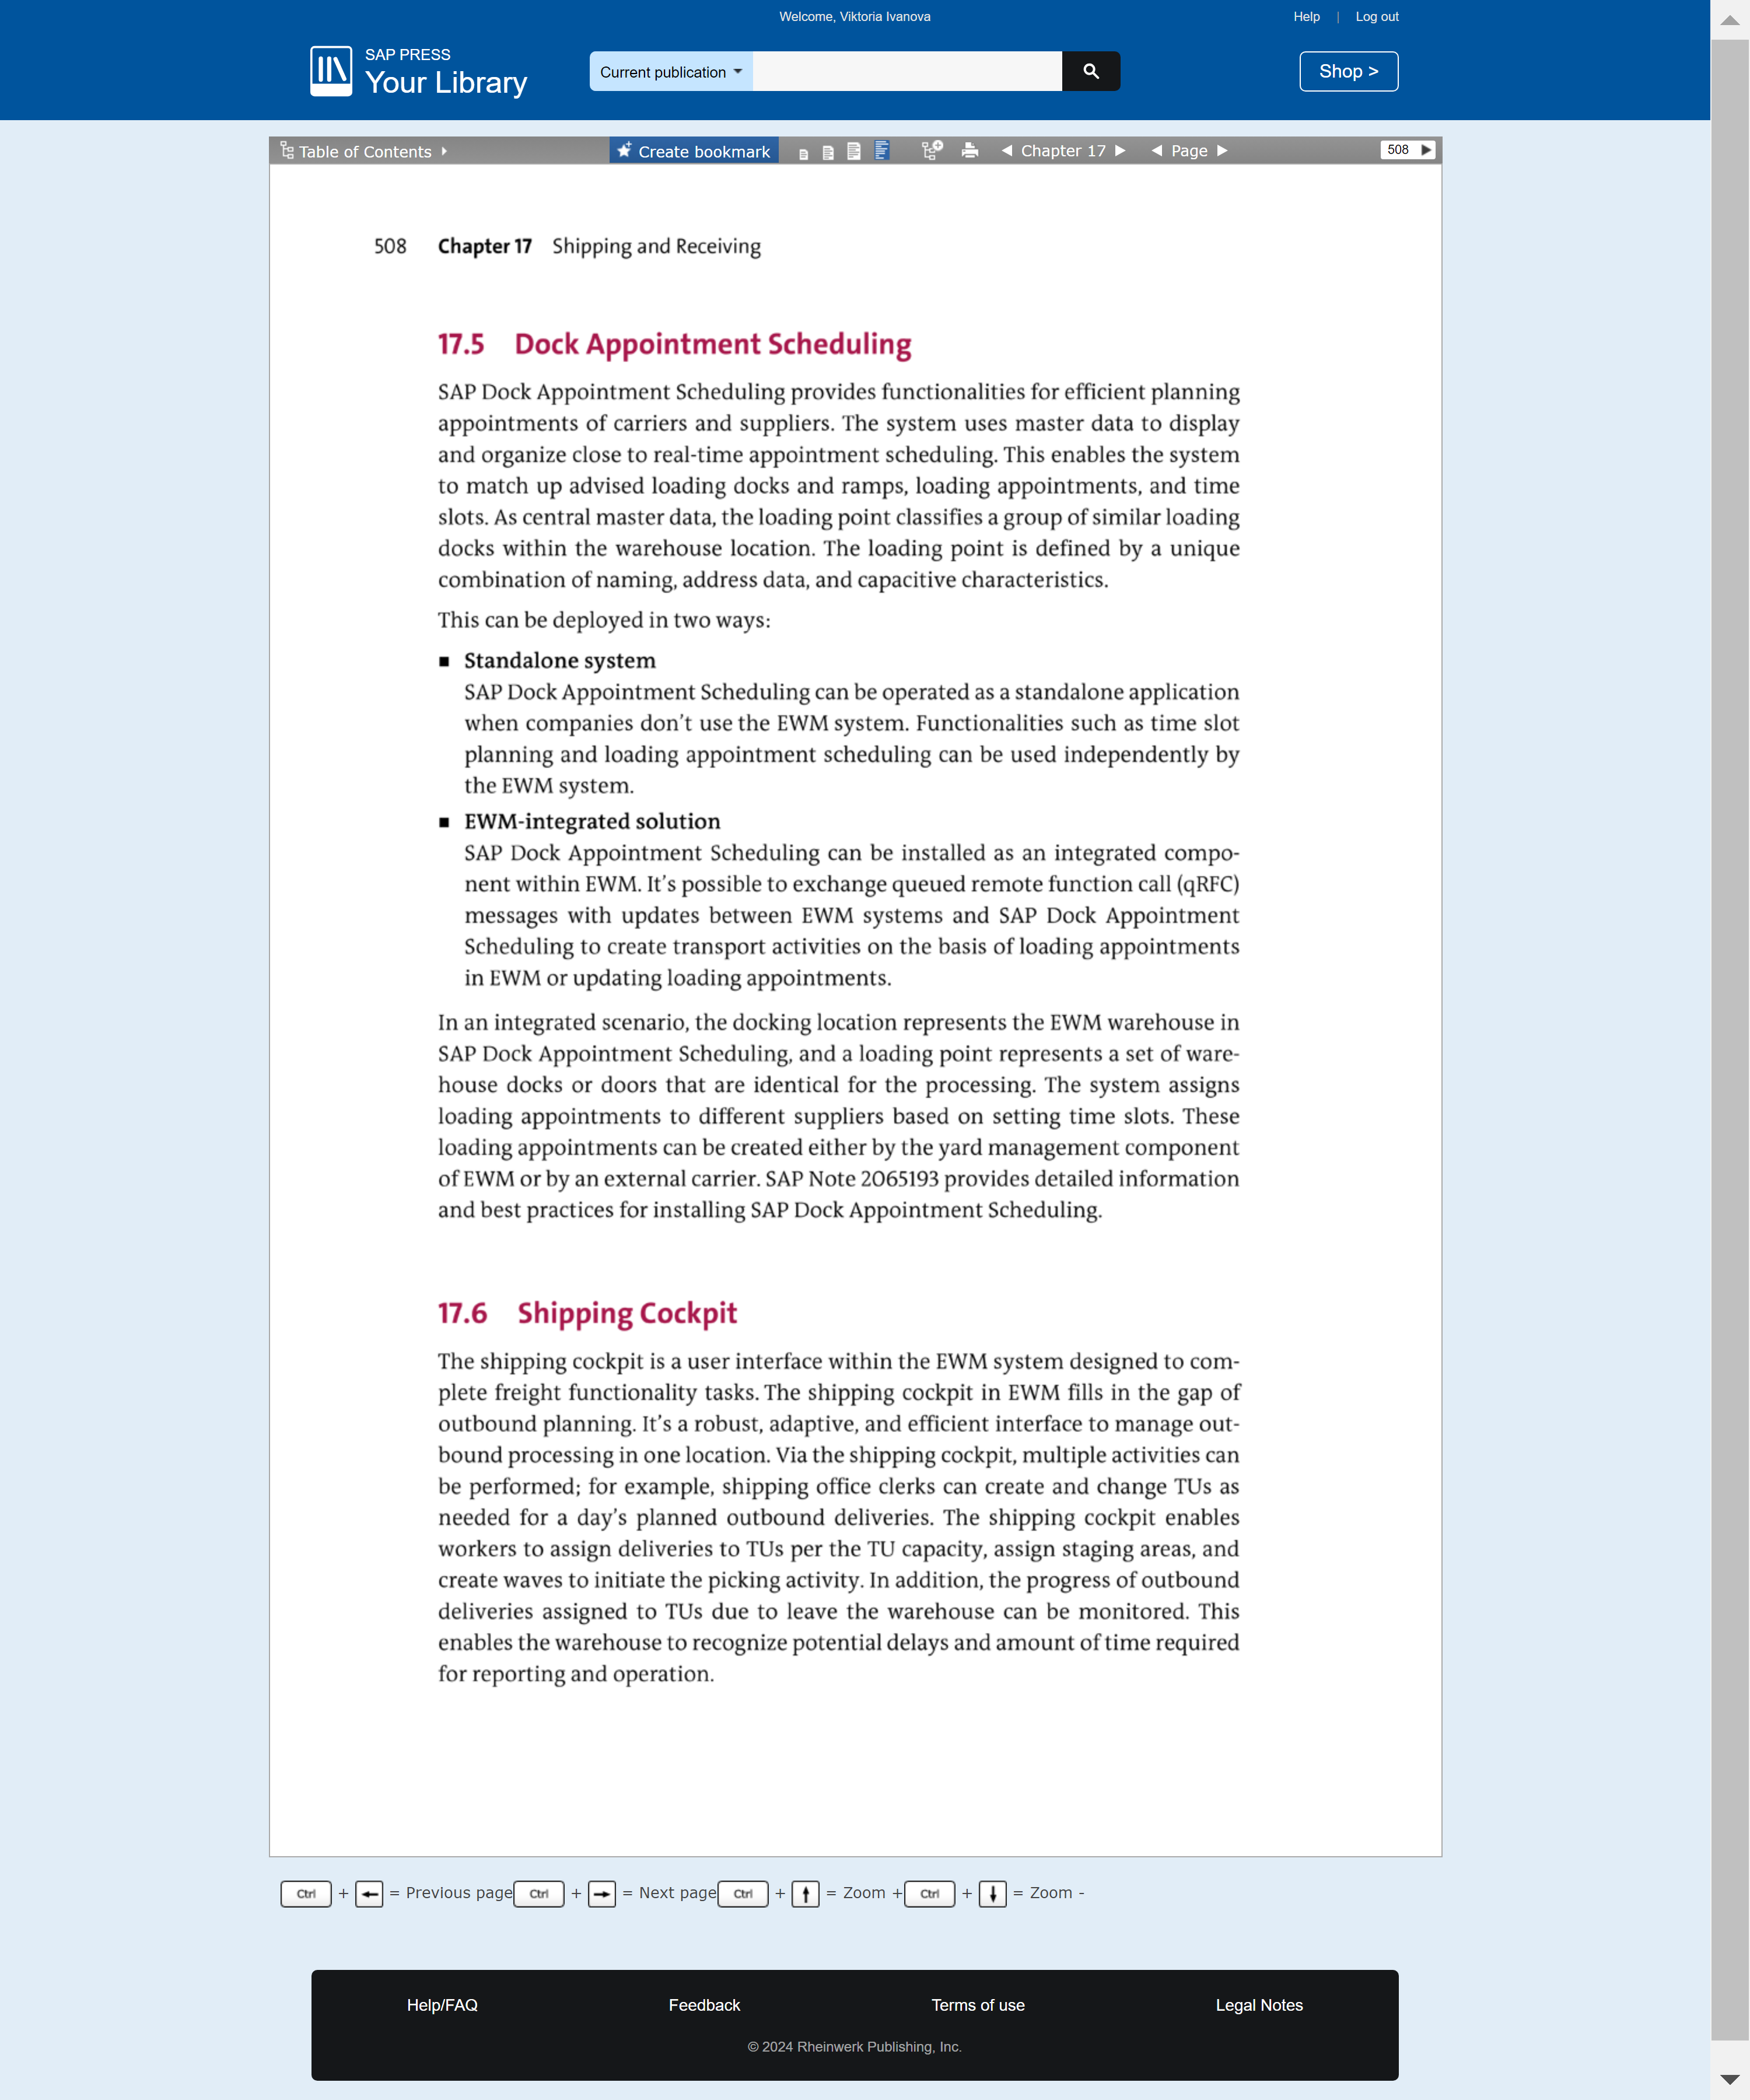 Welcome, Viktoria Ivanova
Help | Log out
SAP PRESS
Your Library
Current publication
Shop >
Table of Contents
Create bookmark
Chapter 17
Page
508
508 Chapter 17 Shipping and Receiving
17.5 Dock Appointment Scheduling
SAP Dock Appointment Scheduling provides functionalities for efficient planning
appointments of carriers and suppliers. The system uses master data to display
and organize close to real-time appointment scheduling. This enables the system
to match up advised loading docks and ramps, loading appointments, and time
slots. As central master data, the loading point classifies a group of similar loading
docks within the warehouse location. The loading point is defined by a unique
combination of naming, address data, and capacitive characteristics.
This can be deployed in two ways:
■ Standalone system
SAP Dock Appointment Scheduling can be operated as a standalone application
when companies don’t use the EWM system. Functionalities such as time slot
planning and loading appointment scheduling can be used independently by
the EWM system.
■ EWM-integrated solution
SAP Dock Appointment Scheduling can be installed as an integrated compo-
nent within EWM. It’s possible to exchange queued remote function call (qRFC)
messages with updates between EWM systems and SAP Dock Appointment
Scheduling to create transport activities on the basis of loading appointments
in EWM or updating loading appointments.
In an integrated scenario, the docking location represents the EWM warehouse in
SAP Dock Appointment Scheduling, and a loading point represents a set of ware-
house docks or doors that are identical for the processing. The system assigns
loading appointments to different suppliers based on setting time slots. These
loading appointments can be created either by the yard management component
of EWM or by an external carrier. SAP Note 2065193 provides detailed information
and best practices for installing SAP Dock Appointment Scheduling.
17.6 Shipping Cockpit
The shipping cockpit is a user interface within the EWM system designed to com-
plete freight functionality tasks. The shipping cockpit in EWM fills in the gap of
outbound planning. It’s a robust, adaptive, and efficient interface to manage out-
bound processing in one location. Via the shipping cockpit, multiple activities can
be performed; for example, shipping office clerks can create and change TUs as
needed for a day’s planned outbound deliveries. The shipping cockpit enables
workers to assign deliveries to TUs per the TU capacity, assign staging areas, and
create waves to initiate the picking activity. In addition, the progress of outbound
deliveries assigned to TUs due to leave the warehouse can be monitored. This
enables the warehouse to recognize potential delays and amount of time required
for reporting and operation.
Ctrl + ← = Previous page Ctrl + → = Next page Ctrl + ↑ = Zoom + Ctrl + ↓ = Zoom -
Help/FAQ Feedback Terms of use Legal Notes
© 2024 Rheinwerk Publishing, Inc.